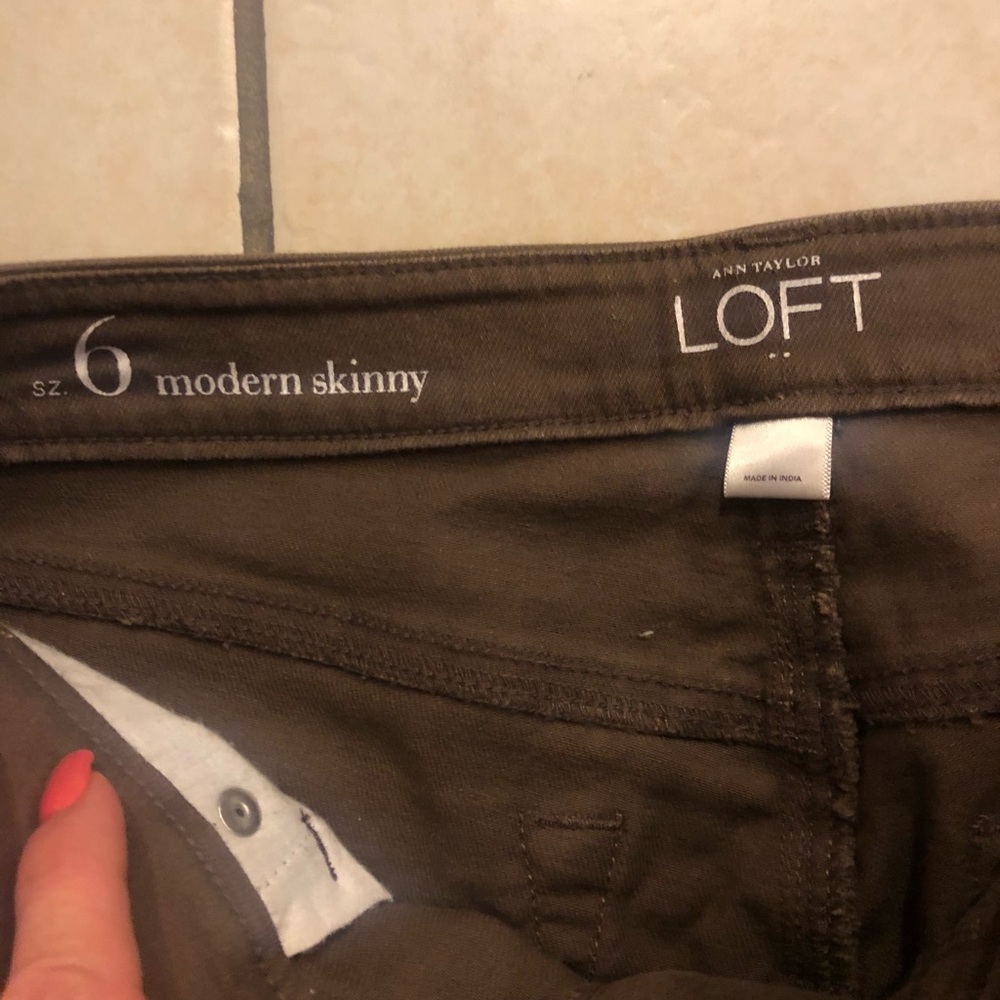 ANN TAYLOR
LOFT
SZ. 6 modern skinny
MADE IN INDIA